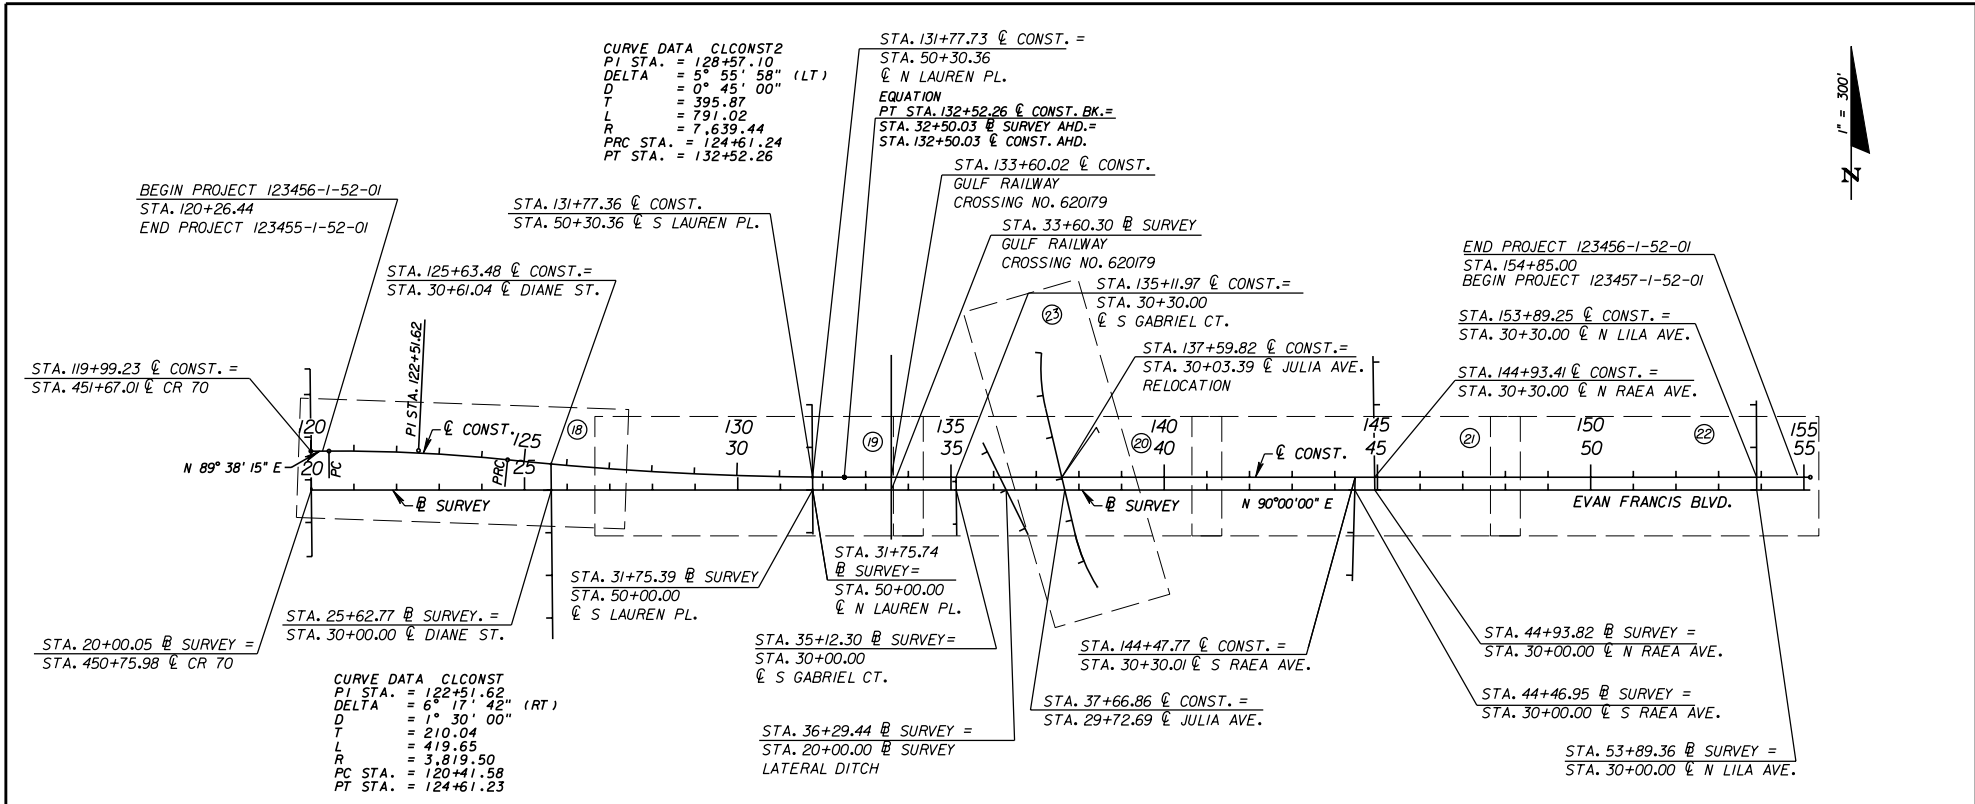 CURVE DATA CLCONST2
PI STA. = 128+57.10
DELTA = 5° 55' 58" (LT)
D = 0° 45' 00"
T = 395.87
L = 791.02
R = 7,639.44
PRC STA. = 124+61.24
PT STA. = 132+52.26
STA. 131+77.73 ℄ CONST. =
STA. 50+30.36
℄ N LAUREN PL.
EQUATION
PT STA. 132+52.26 ℄ CONST. BK.=
STA. 32+50.03 BL SURVEY AHD.=
STA. 132+50.03 ℄ CONST. AHD.
STA. 133+60.02 ℄ CONST.
GULF RAILWAY
CROSSING NO. 620179
STA. 33+60.30 BL SURVEY
GULF RAILWAY
CROSSING NO. 620179
STA. 135+11.97 ℄ CONST.=
STA. 30+30.00
℄ S GABRIEL CT.
1" = 300'
N
BEGIN PROJECT 123456-1-52-01
STA. 120+26.44
END PROJECT 123455-1-52-01
STA. 131+77.36 ℄ CONST.
STA. 50+30.36 ℄ S LAUREN PL.
STA. 125+63.48 ℄ CONST.=
STA. 30+61.04 ℄ DIANE ST.
END PROJECT 123456-1-52-01
STA. 154+85.00
BEGIN PROJECT 123457-1-52-01
STA. 153+89.25 ℄ CONST. =
STA. 30+30.00 ℄ N LILA AVE.
STA. 137+59.82 ℄ CONST.=
STA. 30+03.39 ℄ JULIA AVE.
RELOCATION
STA. 144+93.41 ℄ CONST.=
STA. 30+30.00 ℄ N RAEA AVE.
STA. 119+99.23 ℄ CONST. =
STA. 451+67.01 ℄ CR 70
PI STA. 122+51.62
23
120
℄ CONST.
125
18
130
19
135
20
140
145
21
150
22
155
20
25
30
35
40
45
50
55
N 89° 38' 15" E
PC
PRC
℄ CONST.
BL SURVEY
BL SURVEY
N 90°00'00" E
EVAN FRANCIS BLVD.
STA. 31+75.74
BL SURVEY=
STA. 50+00.00
℄ N LAUREN PL.
STA. 31+75.39 BL SURVEY
STA. 50+00.00
℄ S LAUREN PL.
STA. 25+62.77 BL SURVEY. =
STA. 30+00.00 ℄ DIANE ST.
STA. 20+00.05 BL SURVEY =
STA. 450+75.98 ℄ CR 70
STA. 35+12.30 BL SURVEY=
STA. 30+00.00
℄ S GABRIEL CT.
STA. 144+47.77 ℄ CONST. =
STA. 30+30.01 ℄ S RAEA AVE.
STA. 44+93.82 BL SURVEY =
STA. 30+00.00 ℄ N RAEA AVE.
STA. 37+66.86 ℄ CONST. =
STA. 29+72.69 ℄ JULIA AVE.
STA. 44+46.95 BL SURVEY =
STA. 30+00.00 ℄ S RAEA AVE.
STA. 36+29.44 BL SURVEY =
STA. 20+00.00 BL SURVEY
LATERAL DITCH
STA. 53+89.36 BL SURVEY =
STA. 30+00.00 ℄ N LILA AVE.
CURVE DATA CLCONST
PI STA. = 122+51.62
DELTA = 6° 17' 42" (RT)
D = 1° 30' 00"
T = 210.04
L = 419.65
R = 3,819.50
PC STA. = 120+41.58
PT STA. = 124+61.23